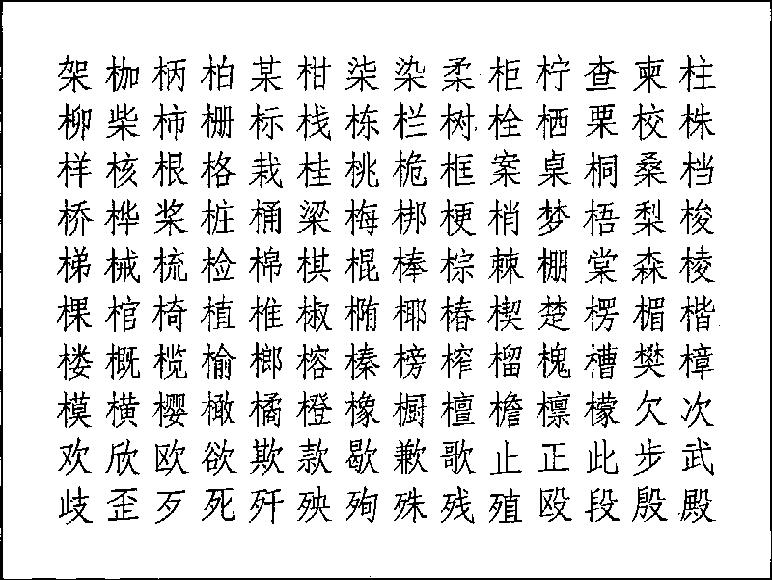 架枷柄柏某柑柒染柔柜柠查柬柱
柳柴柿栅标栈栋栏树栓栖栗校株
样核根格栽桂桃桅框案桌桐桑档
桥桦桨桩桶梁梅梆梗梢梦梧梨梭
梯械梳检棉棋棍棒棕棘棚棠森棱
棵棺椅植椎椒椭椰椿楔楚楞楣楷
楼概榄榆榔榕榛榜榨榴槐槽樊樟
模横樱橄橘橙橡橱檀檐檩檬欠次
欢欣欧欲欺款歇歉歌止正此步武
歧歪歹死歼殃殉殊残殖殴段殷殿